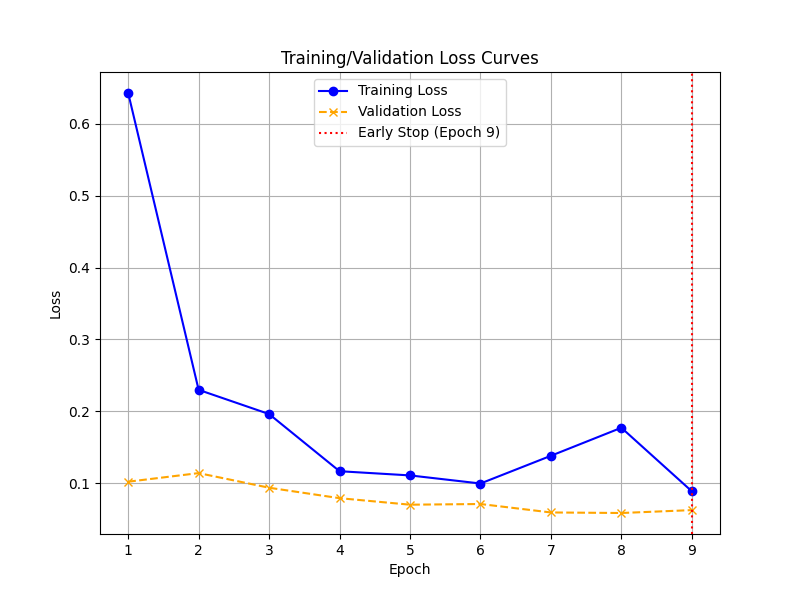 Training/Validation Loss Curves
Training Loss
Validation Loss
Early Stop (Epoch 9)
Loss
0.6
0.5
0.4
0.3
0.2
0.1
1 2 3 4 5 6 7 8 9
Epoch